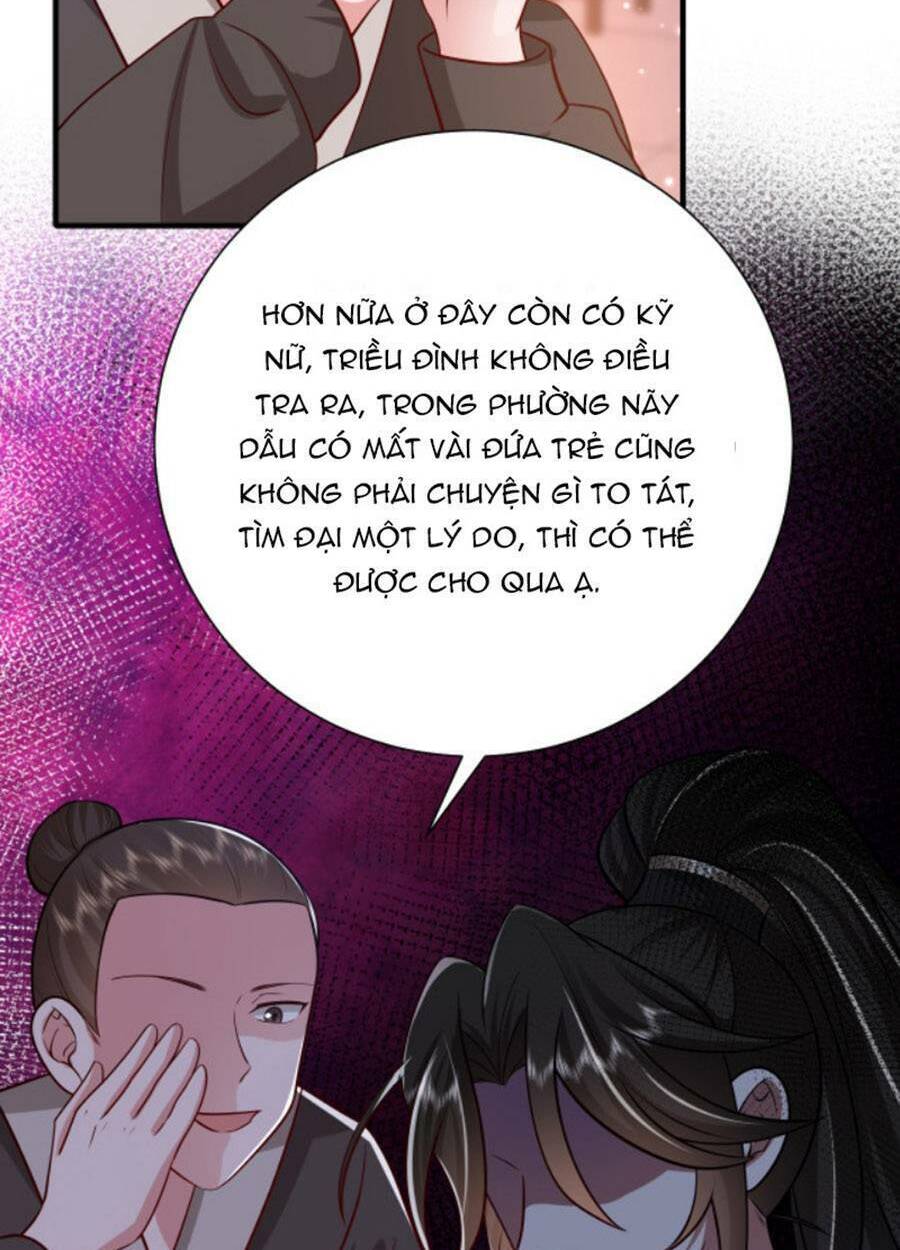 HƠN NỮA Ở ĐÂY CÒN CÓ KỸ
NỮ, TRIỀU ĐÌNH KHÔNG ĐIỀU
TRA RA, TRONG PHƯỜNG NÃY
DẪU CÓ MẤT VÀI ĐỨA TRẺ CŨNG
KHÔNG PHẢI CHUYỆN GÌ TO TÁT,
TÌM ĐẠI MỘT LÝ DO, THÌ CÓ THỂ
ĐƯỢC CHO QUA Ạ.